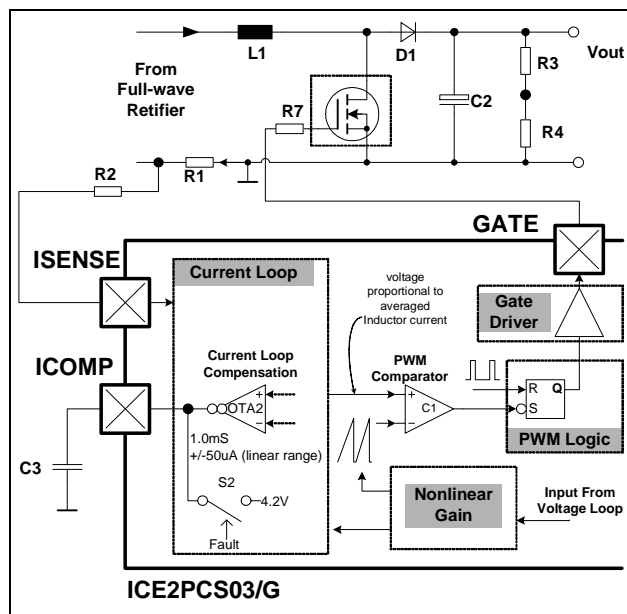 L1
D1
R3
Vout
From
Full-wave
Retifier
R7
C2
R4
R2
R1
GATE
ISENSE
Current Loop
voltage
proportional to
averaged
Inductor current
Gate
Driver
ICOMP
Current Loop
Compensation
PWM
Comparator
+
OTA2
−
+
C1
−
R
Q
S
PWM Logic
1.0mS
+/-50uA (linear range)
C3
S2
4.2V
Fault
Nonlinear
Gain
Input From
Voltage Loop
ICE2PCS03/G